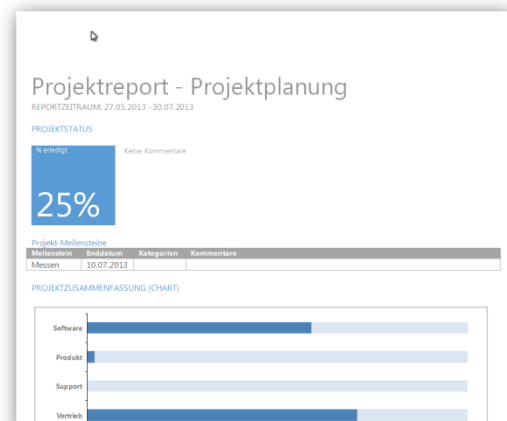 Projektreport - Projektplanung
REPORTZEITRAUM: 27.05.2013 - 30.07.2013
PROJEKTSTATUS
% erledigt
Keine Kommentare
25%
Projekt-Meilensteine
Meilenstein Enddatum Kategorien Kommentare
Messen 10.07.2013
PROJEKTZUSAMMENFASSUNG (CHART)
Software
Produkt
Support
Vertrieb